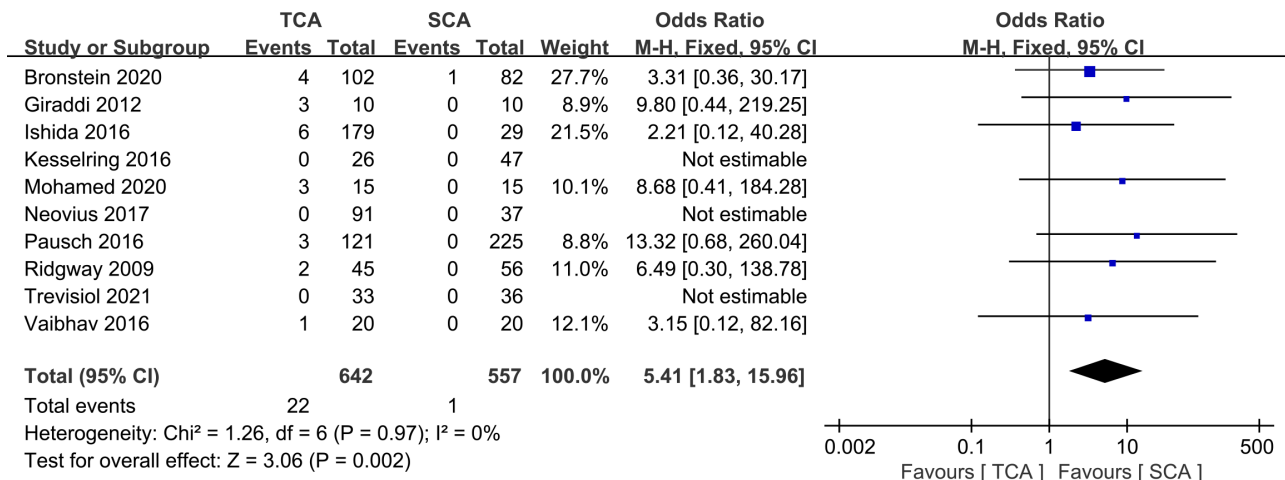 TCA SCA Odds Ratio Odds Ratio
Study or Subgroup Events Total Events Total Weight M-H, Fixed, 95% CI M-H, Fixed, 95% CI
Bronstein 2020 4 102 1 82 27.7% 3.31 [0.36, 30.17]
Giraddi 2012 3 10 0 10 8.9% 9.80 [0.44, 219.25]
Ishida 2016 6 179 0 29 21.5% 2.21 [0.12, 40.28]
Kesselring 2016 0 26 0 47 Not estimable
Mohamed 2020 3 15 0 15 10.1% 8.68 [0.41, 184.28]
Neovius 2017 0 91 0 37 Not estimable
Pausch 2016 3 121 0 225 8.8% 13.32 [0.68, 260.04]
Ridgway 2009 2 45 0 56 11.0% 6.49 [0.30, 138.78]
Trevisiol 2021 0 33 0 36 Not estimable
Vaibhav 2016 1 20 0 20 12.1% 3.15 [0.12, 82.16]
Total (95% CI) 642 557 100.0% 5.41 [1.83, 15.96]
Total events 22 1
Heterogeneity: Chi² = 1.26, df = 6 (P = 0.97); I² = 0%
Test for overall effect: Z = 3.06 (P = 0.002)
0.002 0.1 1 10 500
Favours [ TCA ] Favours [ SCA ]